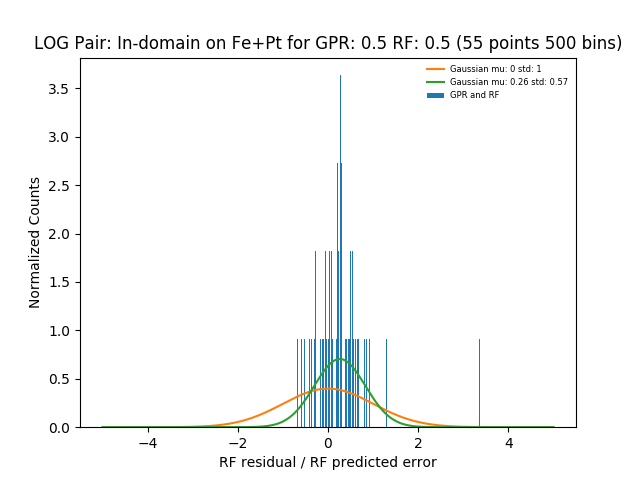 LOG Pair: In-domain on Fe+Pt for GPR: 0.5 RF: 0.5 (55 points 500 bins)
Gaussian mu: 0 std: 1
Gaussian mu: 0.26 std: 0.57
GPR and RF
Normalized Counts
3.5
3.0
2.5
2.0
1.5
1.0
0.5
0.0
−4 −2 0 2 4
RF residual / RF predicted error